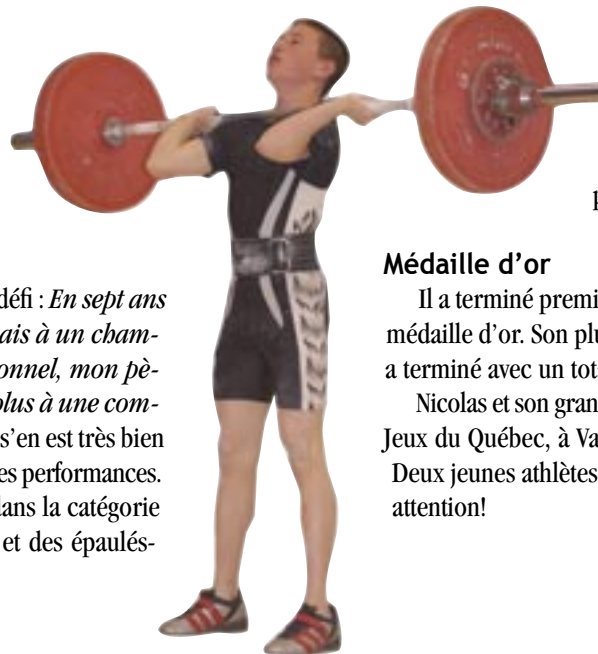 défi : En sept ans
ais à un cham-
onnel, mon pè-
plus à une com-
s'en est très bien
es performances.
dans la catégorie
et des épaulés-
Médaille d'or
Il a terminé premi
médaille d'or. Son plu
a terminé avec un tot
Nicolas et son gran
Jeux du Québec, à Va
Deux jeunes athlètes
attention!